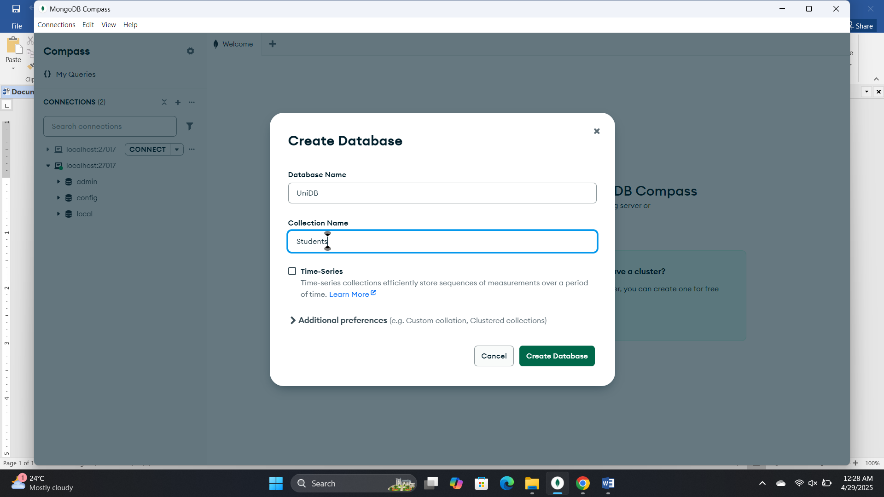 MongoDB Compass
File
Connections Edit View Help
Share
Paste
Compass
Welcome
My Queries
CONNECTIONS (2)
Search connections
localhost:27017 CONNECT
localhost:27017
admin
config
local
Create Database
Database Name
UniDB
Collection Name
Students
Time-Series
Time-series collections efficiently store sequences of measurements over a period
of time. Learn More
Additional preferences (e.g. Custom collation, Clustered collections)
Cancel Create Database
DB Compass
ng server or
ve a cluster?
, you can create one for free
Page 1 of 1
100%
24°C
Mostly cloudy
Search
12:28 AM
4/29/2025